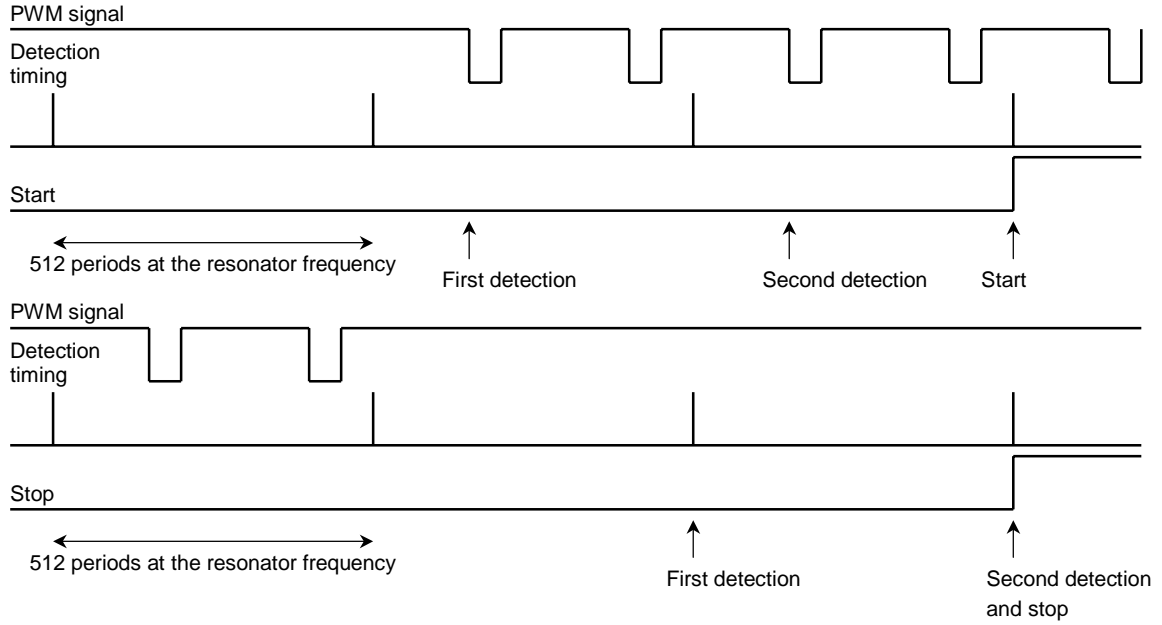 PWM signal
Detection
timing
Start
512 periods at the resonator frequency
First detection
Second detection
Start
PWM signal
Detection
timing
Stop
512 periods at the resonator frequency
First detection
Second detection
and stop